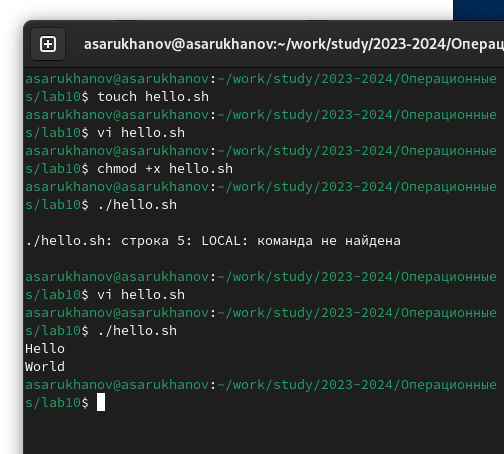 asarukhanov@asarukhanov:~/work/study/2023-2024/Операц
asarukhanov@asarukhanov:~/work/study/2023-2024/Операционные
s/lab10$ touch hello.sh
asarukhanov@asarukhanov:~/work/study/2023-2024/Операционные
s/lab10$ vi hello.sh
asarukhanov@asarukhanov:~/work/study/2023-2024/Операционные
s/lab10$ chmod +x hello.sh
asarukhanov@asarukhanov:~/work/study/2023-2024/Операционные
s/lab10$ ./hello.sh
./hello.sh: строка 5: LOCAL: команда не найдена
asarukhanov@asarukhanov:~/work/study/2023-2024/Операционные
s/lab10$ vi hello.sh
asarukhanov@asarukhanov:~/work/study/2023-2024/Операционные
s/lab10$ ./hello.sh
Hello
World
asarukhanov@asarukhanov:~/work/study/2023-2024/Операционные
s/lab10$